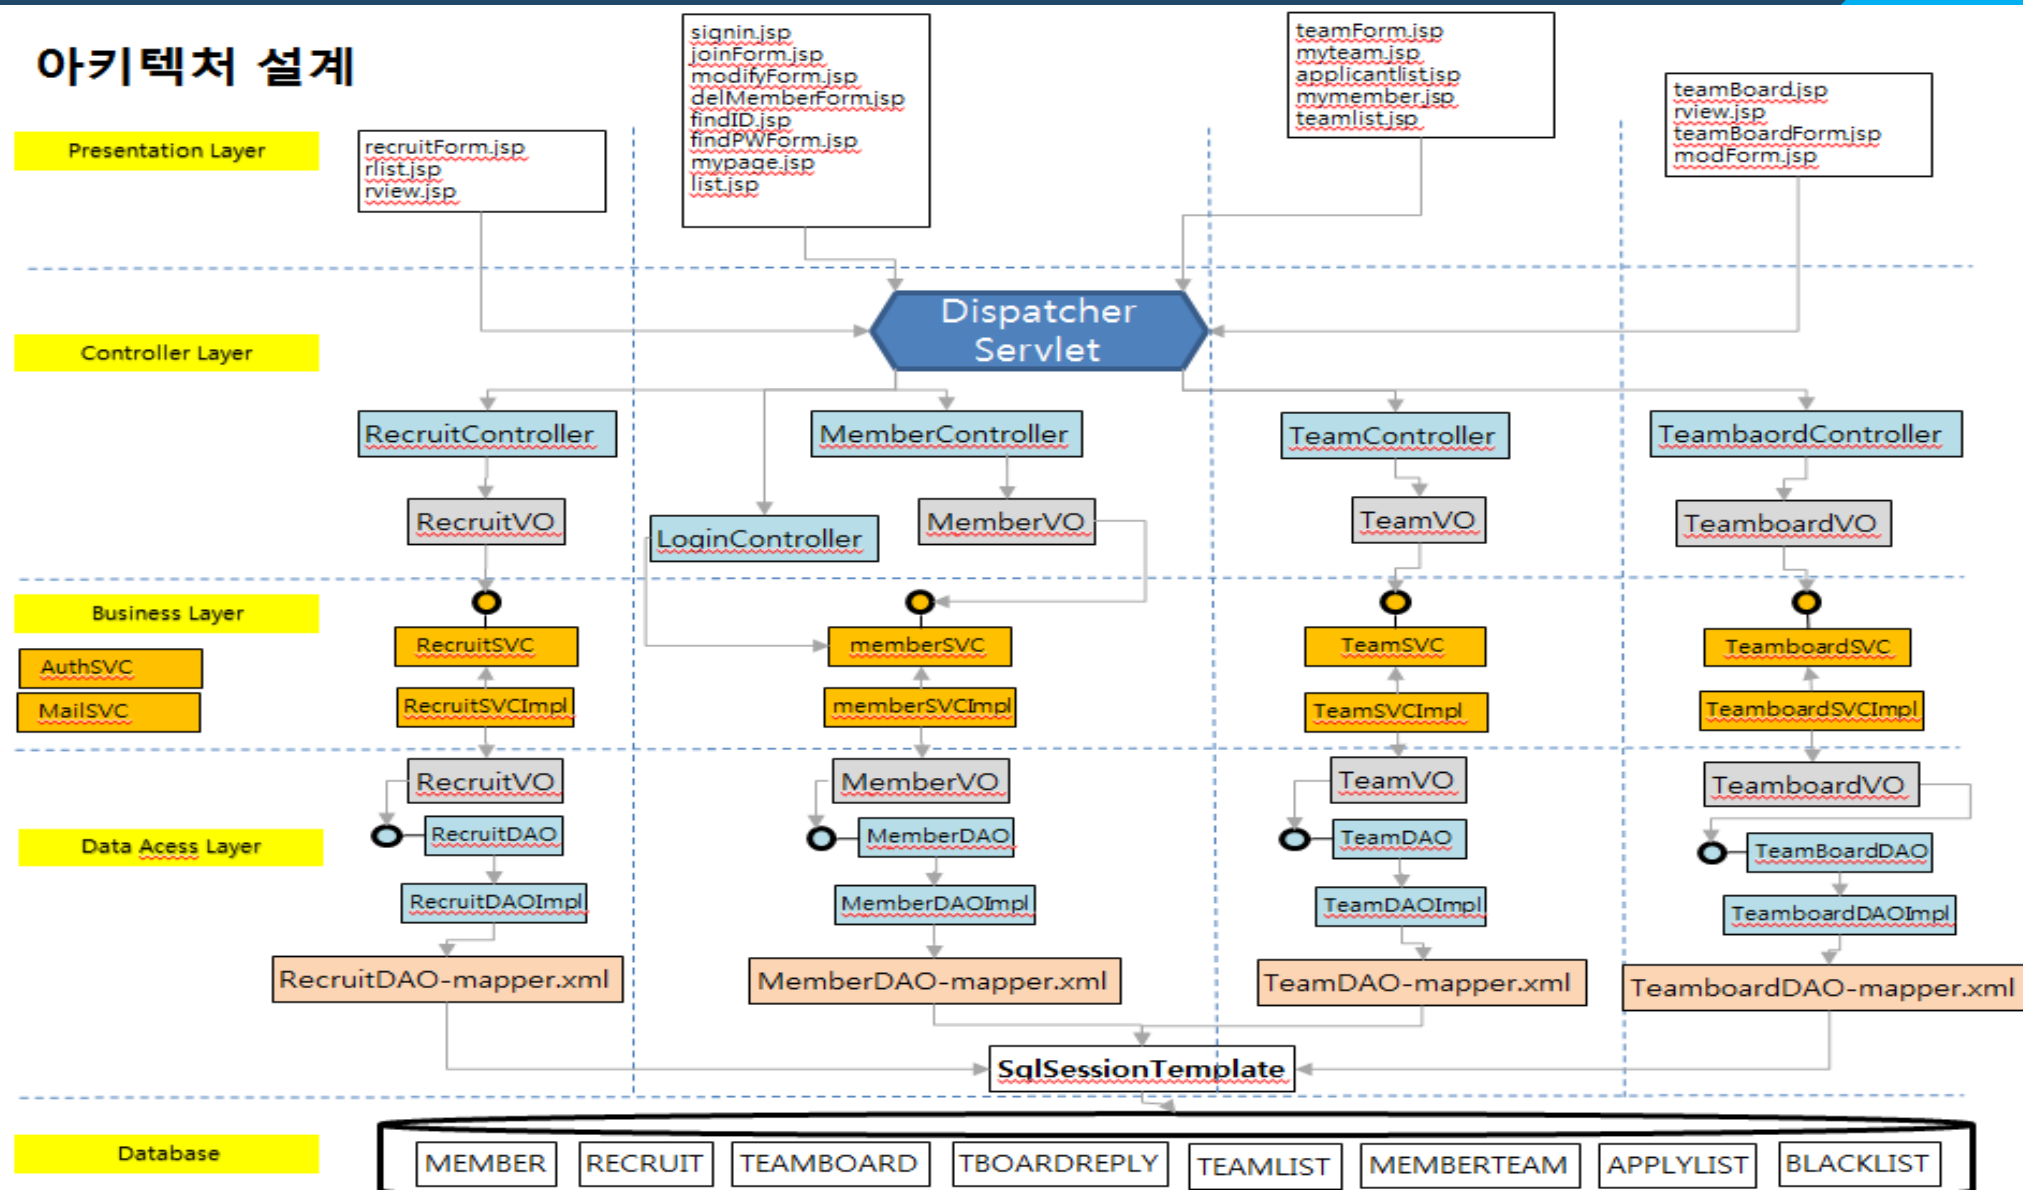 아키텍처 설계
signin.jsp
joinForm.jsp
modifyForm.jsp
delMemberForm.jsp
findID.jsp
findPWForm.jsp
mypage.jsp
list.jsp
teamForm.jsp
myteam.jsp
applicantlist.jsp
mymember.jsp
teamlist.jsp
teamBoard.jsp
rview.jsp
teamBoardForm.jsp
modForm.jsp
Presentation Layer
recruitForm.jsp
rlist.jsp
rview.jsp
Dispatcher
Servlet
Controller Layer
RecruitController
MemberController
TeamController
TeambaordController
RecruitVO
LoginController
MemberVO
TeamVO
TeamboardVO
Business Layer
AuthSVC
MailSVC
RecruitSVC
memberSVC
TeamSVC
TeamboardSVC
RecruitSVCImpl
memberSVCImpl
TeamSVCImpl
TeamboardSVCImpl
RecruitVO
MemberVO
TeamVO
TeamboardVO
Data Acess Layer
RecruitDAO
MemberDAO
TeamDAO
TeamBoardDAO
RecruitDAOImpl
MemberDAOImpl
TeamDAOImpl
TeamboardDAOImpl
RecruitDAO-mapper.xml
MemberDAO-mapper.xml
TeamDAO-mapper.xml
TeamboardDAO-mapper.xml
SqlSessionTemplate
Database
MEMBER
RECRUIT
TEAMBOARD
TBOARDREPLY
TEAMLIST
MEMBERTEAM
APPLYLIST
BLACKLIST